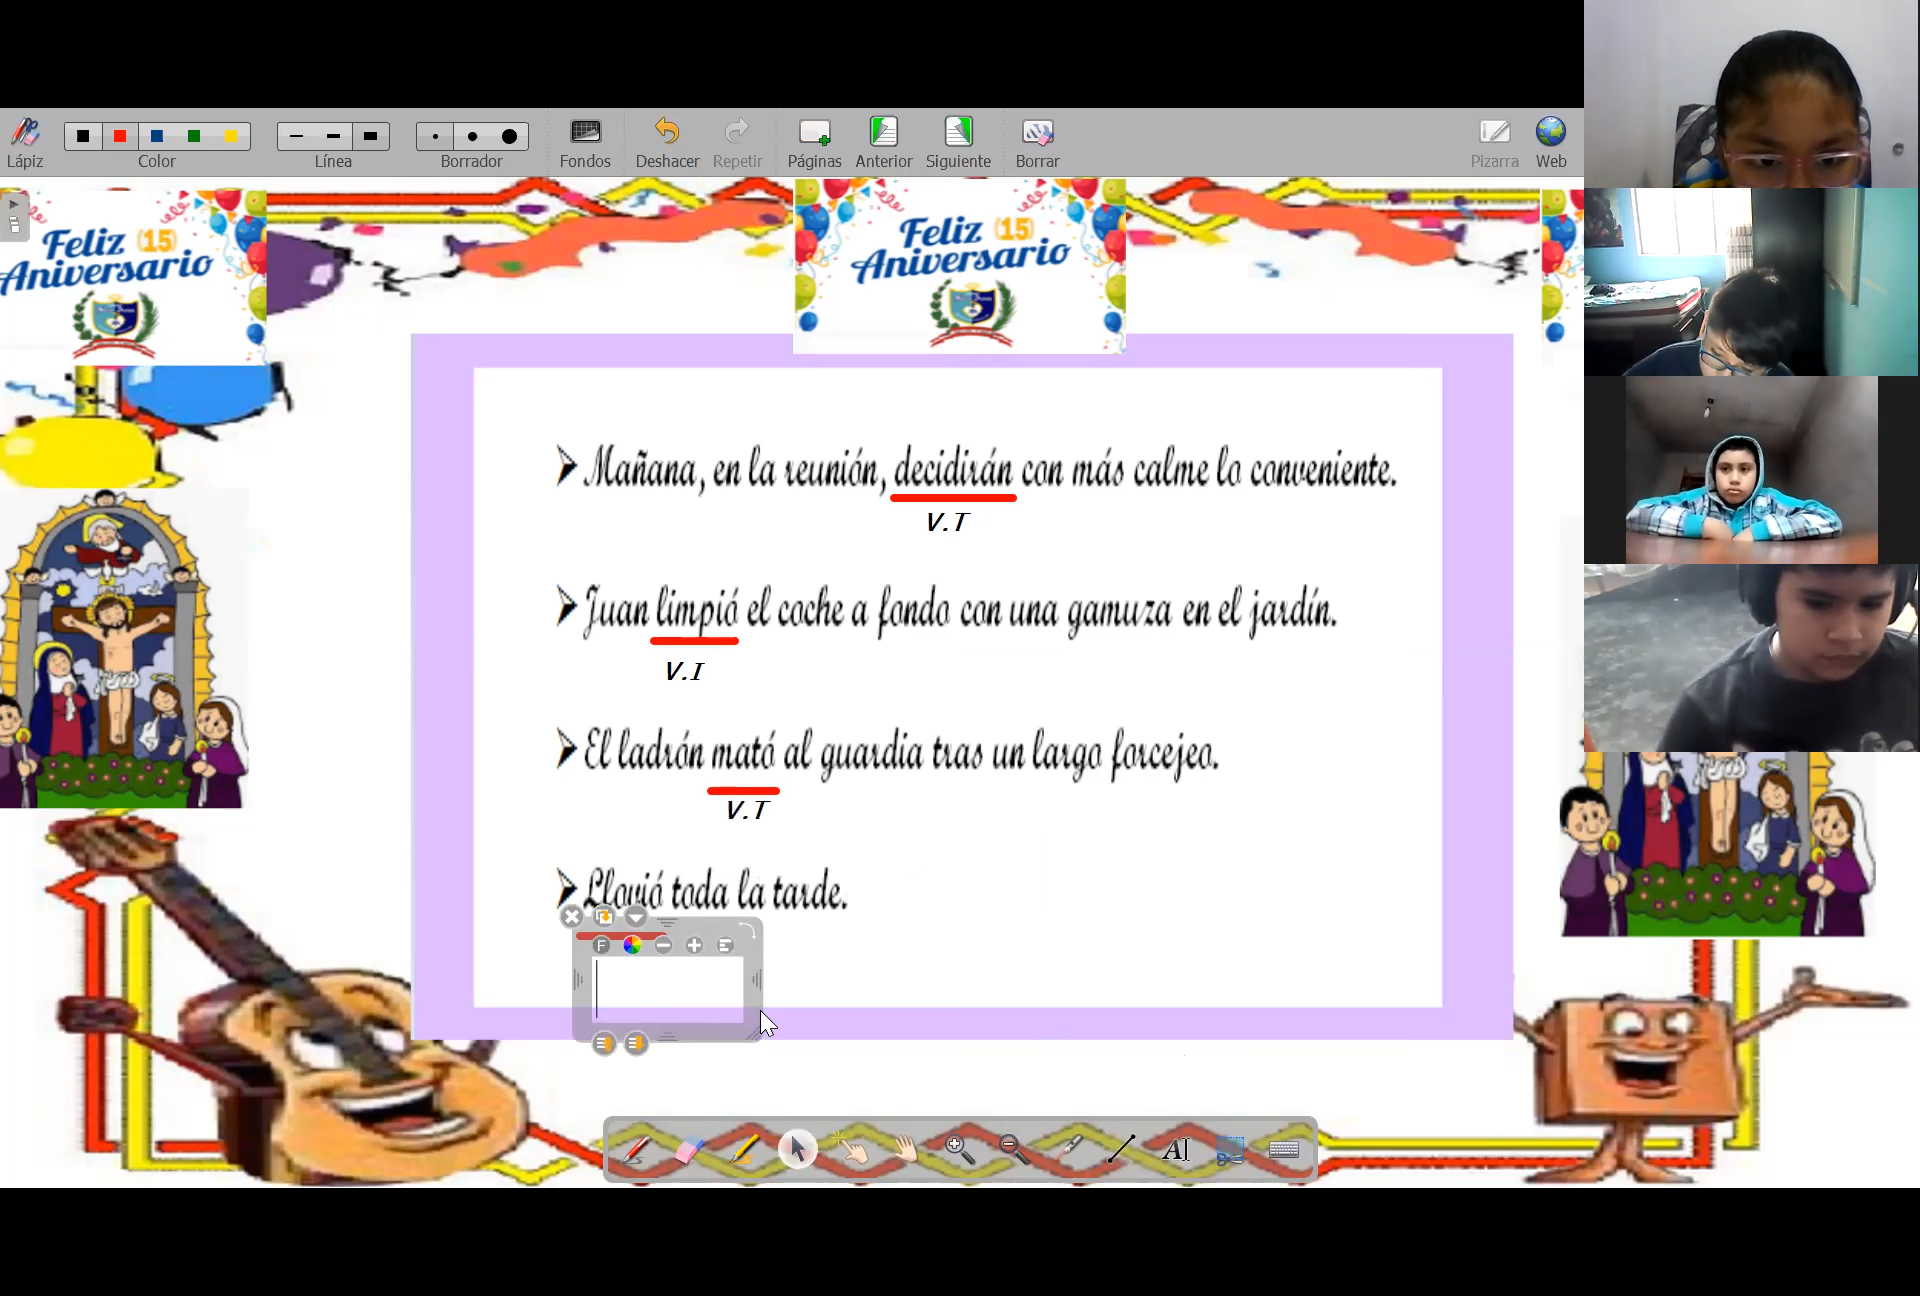 Lápiz
Color
Línea
Borrador
Fondos
Deshacer
Repetir
Páginas
Anterior
Siguiente
Borrar
Pizarra
Web
Feliz 15
Aniversario
Feliz 15
Aniversario
➤ Mañana, en la reunión, decidirán con más calme lo conveniente.
V.T
➤ Juan limpió el coche a fondo con una gamuza en el jardín.
V.I
➤ El ladrón mató al guardia tras un largo forcejeo.
V.T
➤ Llovió toda la tarde.
F
AI